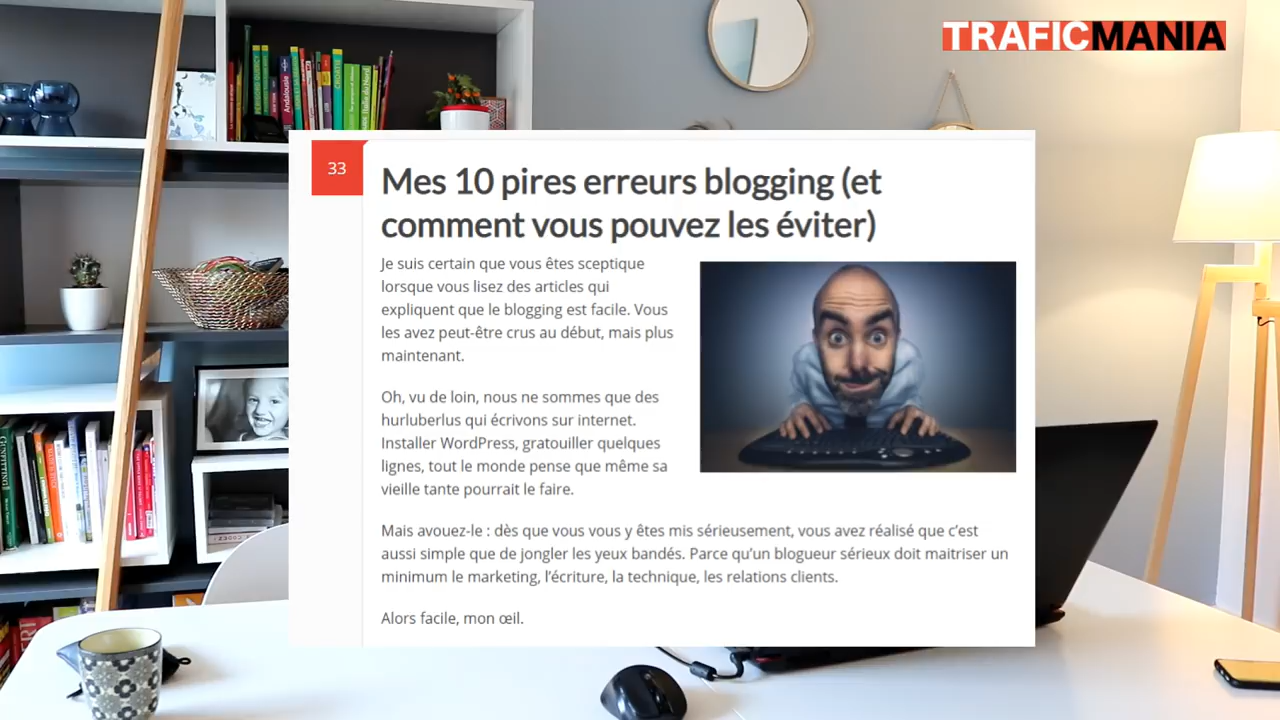 TRAFICMANIA
Andalousie
33
Mes 10 pires erreurs blogging (et
comment vous pouvez les éviter)
Je suis certain que vous êtes sceptique
lorsque vous lisez des articles qui
expliquent que le blogging est facile. Vous
les avez peut-être crus au début, mais plus
maintenant.
Oh, vu de loin, nous ne sommes que des
hurluberlus qui écrivons sur internet.
Installer WordPress, gratouiller quelques
lignes, tout le monde pense que même sa
vieille tante pourrait le faire.
Mais avouez-le : dès que vous vous y êtes mis sérieusement, vous avez réalisé que c’est
aussi simple que de jongler les yeux bandés. Parce qu’un blogueur sérieux doit maitriser un
minimum le marketing, l’écriture, la technique, les relations clients.
Alors facile, mon œil.